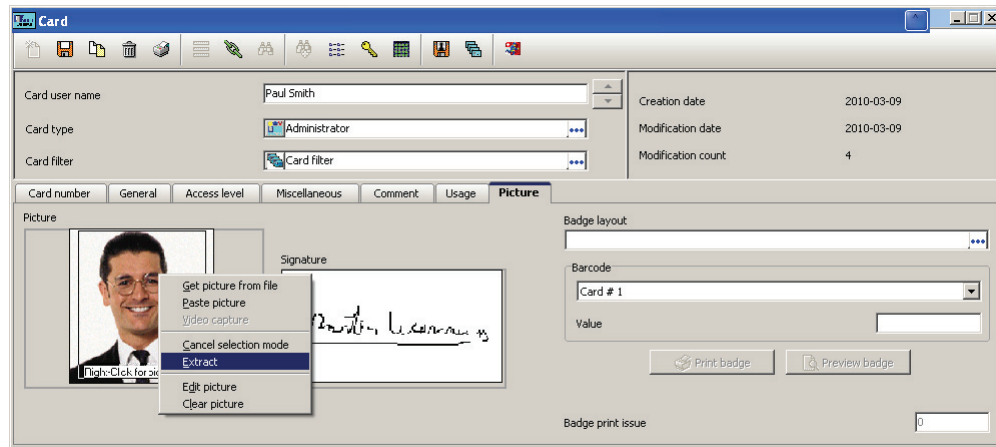 Card
Card user name
Paul Smith
Creation date
2010-03-09
Card type
Administrator
Modification date
2010-03-09
Card filter
Card filter
Modification count
4
Card number
General
Access level
Miscellaneous
Comment
Usage
Picture
Picture
Signature
Get picture from file
Paste picture
Video capture
Cancel selection mode
Extract
Edit picture
Clear picture
Badge layout
Barcode
Card # 1
Value
Print badge
Preview badge
Badge print issue
0